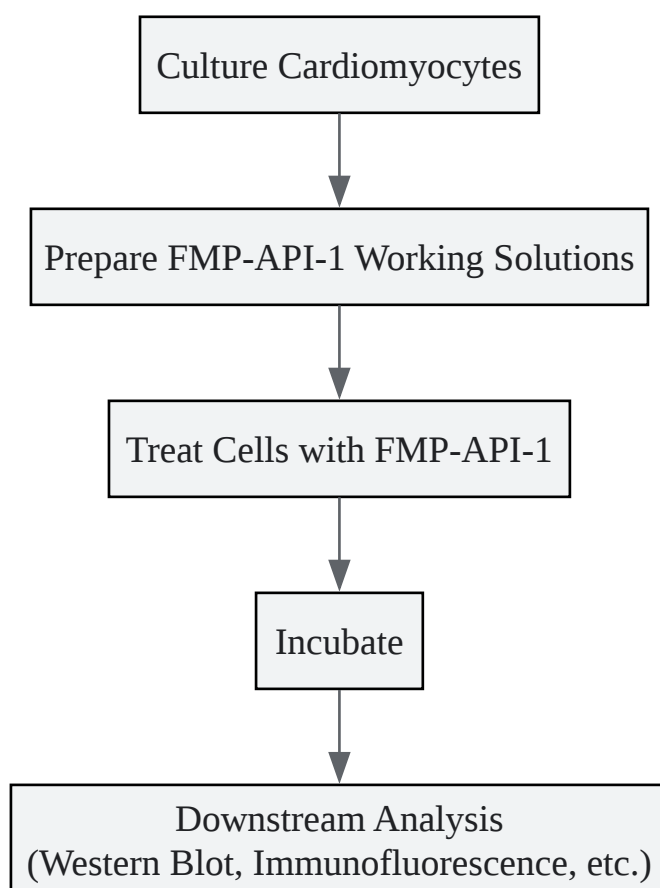 Culture Cardiomyocytes
Prepare FMP-API-1 Working Solutions
Treat Cells with FMP-API-1
Incubate
Downstream Analysis
(Western Blot, Immunofluorescence, etc.)